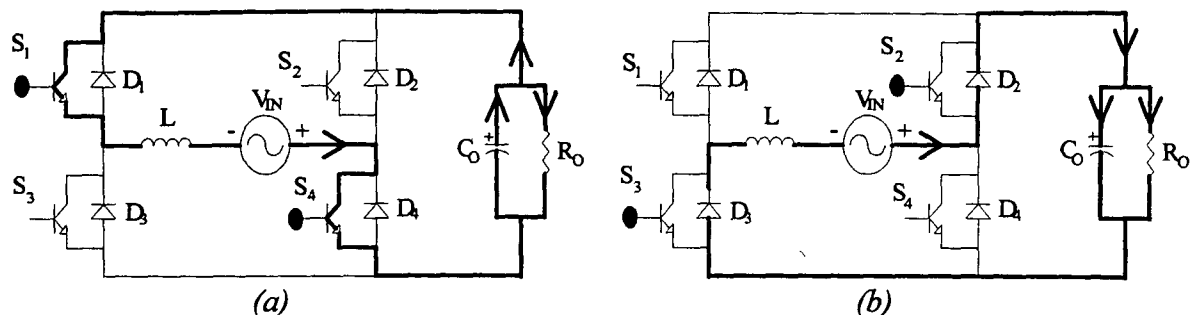 S1
D1
S2
D2
L
VIN
-
+
S3
D3
S4
D4
+
CO
RO
(a)
S1
D1
S2
D2
L
VIN
-
+
S3
D3
S4
D4
+
CO
RO
(b)